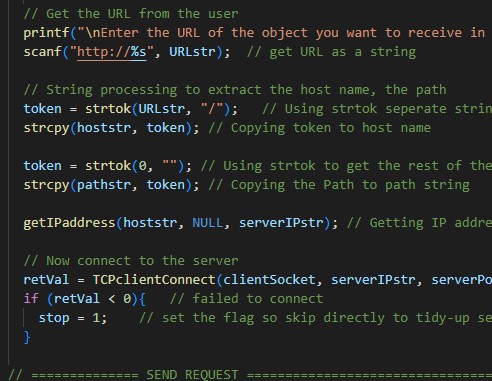 // Get the URL from the user
printf("\nEnter the URL of the object you want to receive in
scanf("http://%s", URLstr);  // get URL as a string
// String processing to extract the host name, the path
token = strtok(URLstr, "/");   // Using strtok seperate strin
strcpy(hoststr, token); // Copying token to host name
token = strtok(0, ""); // Using strtok to get the rest of the
strcpy(pathstr, token); // Copying the Path to path string
getIPaddress(hoststr, NULL, serverIPstr); // Getting IP addre
// Now connect to the server
retVal = TCPclientConnect(clientSocket, serverIPstr, serverPo
if (retVal < 0){   // failed to connect
stop = 1;    // set the flag so skip directly to tidy-up se
}
// ============== SEND REQUEST ================================